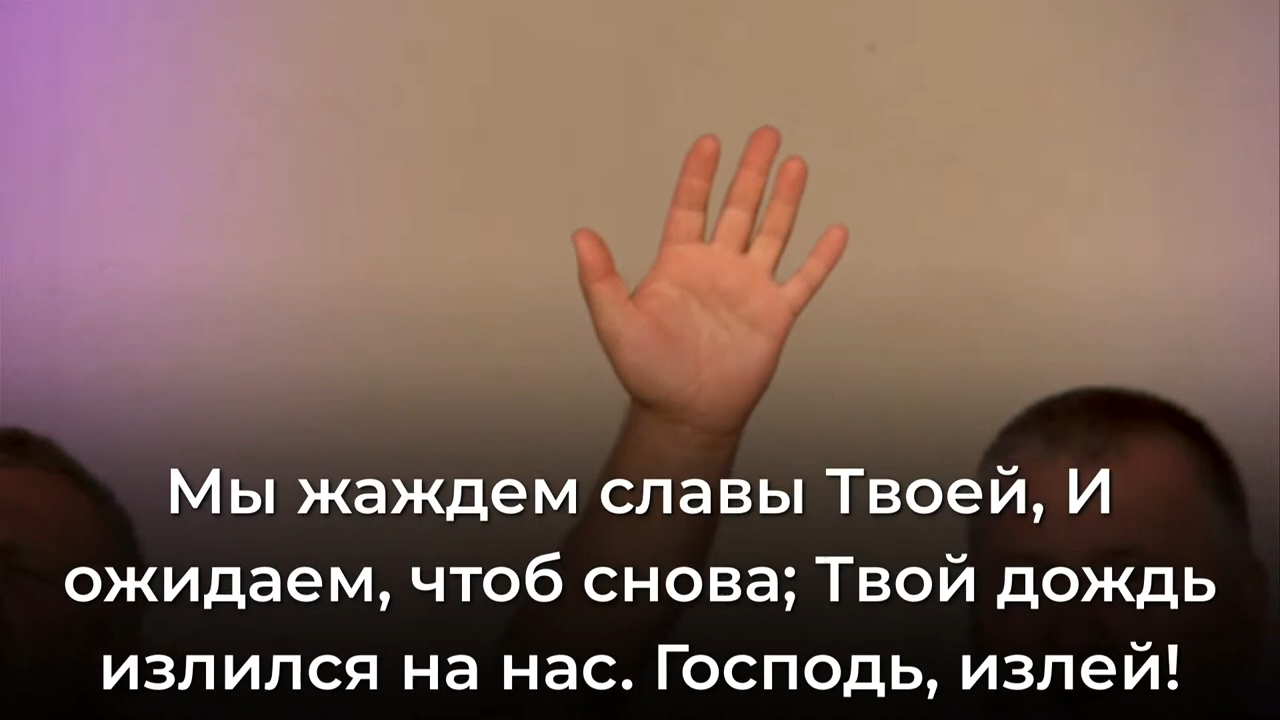 Мы жаждем славы Твоей, И
ожидаем, чтоб снова; Твой дождь
излился на нас. Господь, излей!